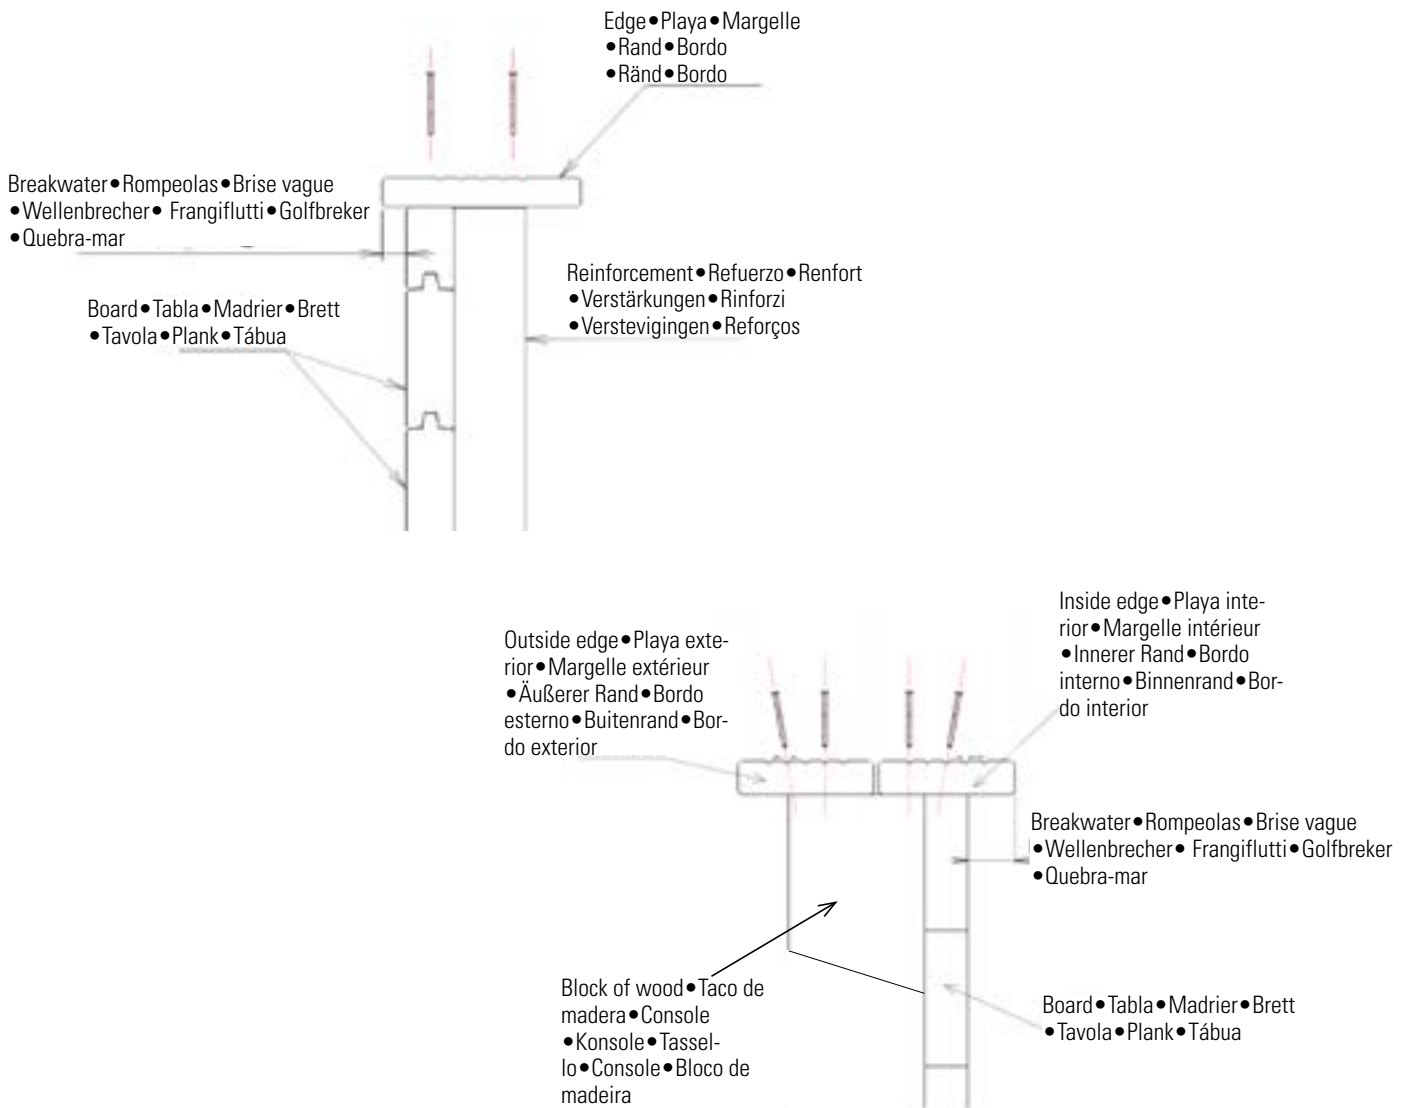 Edge●Playa●Margelle
●Rand●Bordo
●Ränd●Bordo
Breakwater●Rompeolas●Brise vague
●Wellenbrecher● Frangiflutti●Golfbreker
●Quebra-mar
Reinforcement●Refuerzo●Renfort
●Verstärkungen●Rinforzi
●Verstevigingen●Reforços
Board●Tabla●Madrier●Brett
●Tavola●Plank●Tábua
Inside edge●Playa inte-
rior●Margelle intérieur
●Innerer Rand●Bordo
interno●Binnenrand●Bor-
do interior
Outside edge●Playa exte-
rior●Margelle extérieur
●Äußerer Rand●Bordo
esterno●Buitenrand●Bor-
do exterior
Breakwater●Rompeolas●Brise vague
●Wellenbrecher● Frangiflutti●Golfbreker
●Quebra-mar
Block of wood●Taco de
madera●Console
●Konsole●Tassel-
lo●Console●Bloco de
madeira
Board●Tabla●Madrier●Brett
●Tavola●Plank●Tábua